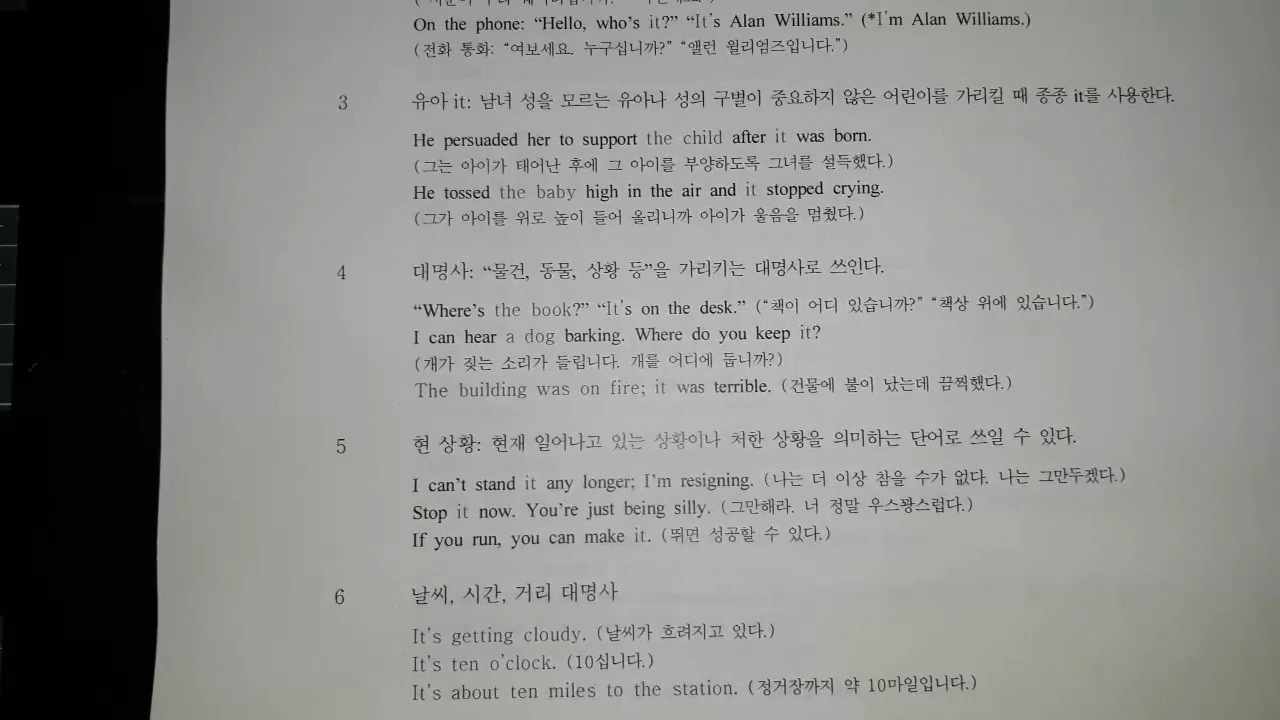 On the phone: “Hello, who's it?” “It's Alan Williams.” (*I'm Alan Williams.)
(전화 통화: “여보세요. 누구십니까?” “앨런 윌리엄즈입니다.”)
3 유아 it: 남녀 성을 모르는 유아나 성의 구별이 중요하지 않은 어린이를 가리킬 때 종종 it를 사용한다.
He persuaded her to support the child after it was born.
(그는 아이가 태어난 후에 그 아이를 부양하도록 그녀를 설득했다.)
He tossed the baby high in the air and it stopped crying.
(그가 아이를 위로 높이 들어 올리니까 아이가 울음을 멈췄다.)
4 대명사: “물건, 동물, 상황 등”을 가리키는 대명사로 쓰인다.
“Where's the book?” “It's on the desk.” (“책이 어디 있습니까?” “책상 위에 있습니다.”)
I can hear a dog barking. Where do you keep it?
(개가 짖는 소리가 들립니다. 개를 어디에 둡니까?)
The building was on fire; it was terrible. (건물에 불이 났는데 끔찍했다.)
5 현 상황: 현재 일어나고 있는 상황이나 처한 상황을 의미하는 단어로 쓰일 수 있다.
I can't stand it any longer; I'm resigning. (나는 더 이상 참을 수가 없다. 나는 그만두겠다.)
Stop it now. You're just being silly. (그만해라. 너 정말 우스꽝스럽다.)
If you run, you can make it. (뛰면 성공할 수 있다.)
6 날씨, 시간, 거리 대명사
It's getting cloudy. (날씨가 흐려지고 있다.)
It's ten o'clock. (10십니다.)
It's about ten miles to the station. (정거장까지 약 10마일입니다.)